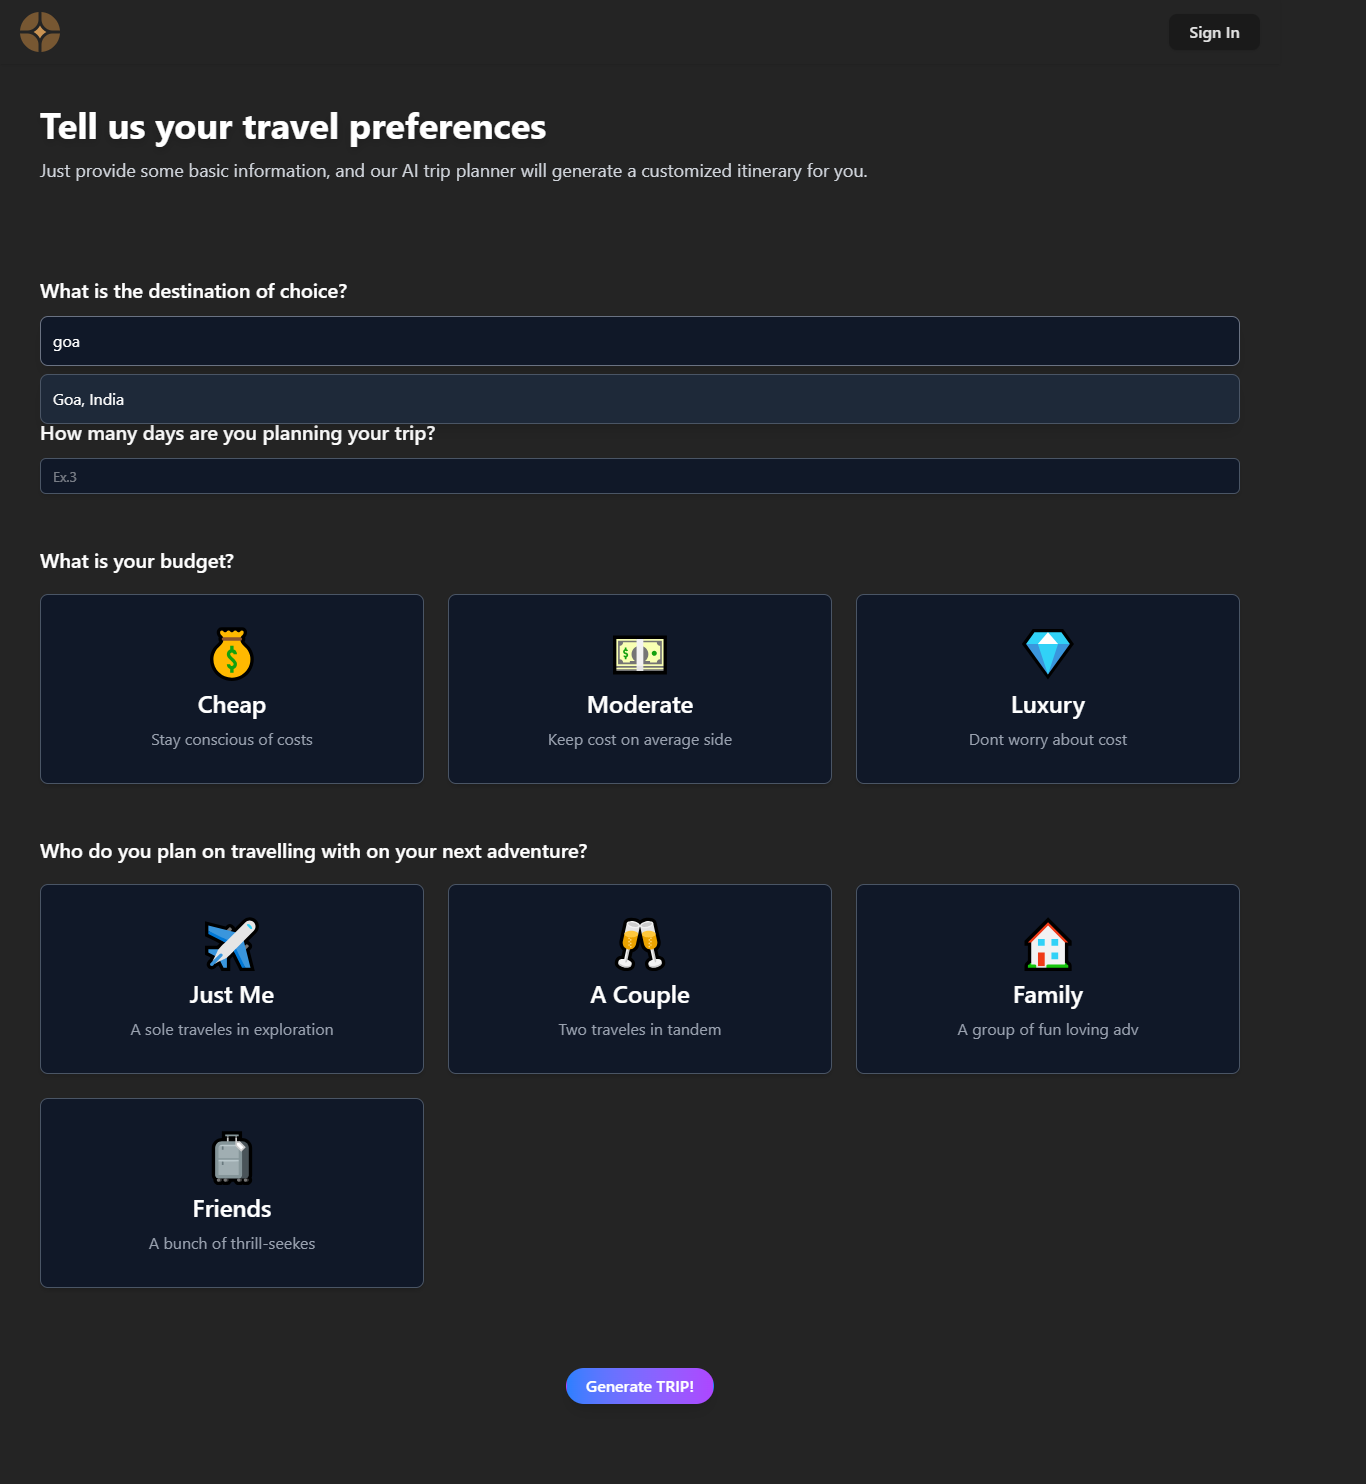 Sign In
Tell us your travel preferences
Just provide some basic information, and our AI trip planner will generate a customized itinerary for you.
What is the destination of choice?
goa
Goa, India
How many days are you planning your trip?
Ex.3
What is your budget?
Cheap
Stay conscious of costs
Moderate
Keep cost on average side
Luxury
Dont worry about cost
Who do you plan on travelling with on your next adventure?
Just Me
A sole traveles in exploration
A Couple
Two traveles in tandem
Family
A group of fun loving adv
Friends
A bunch of thrill-seekes
Generate TRIP!